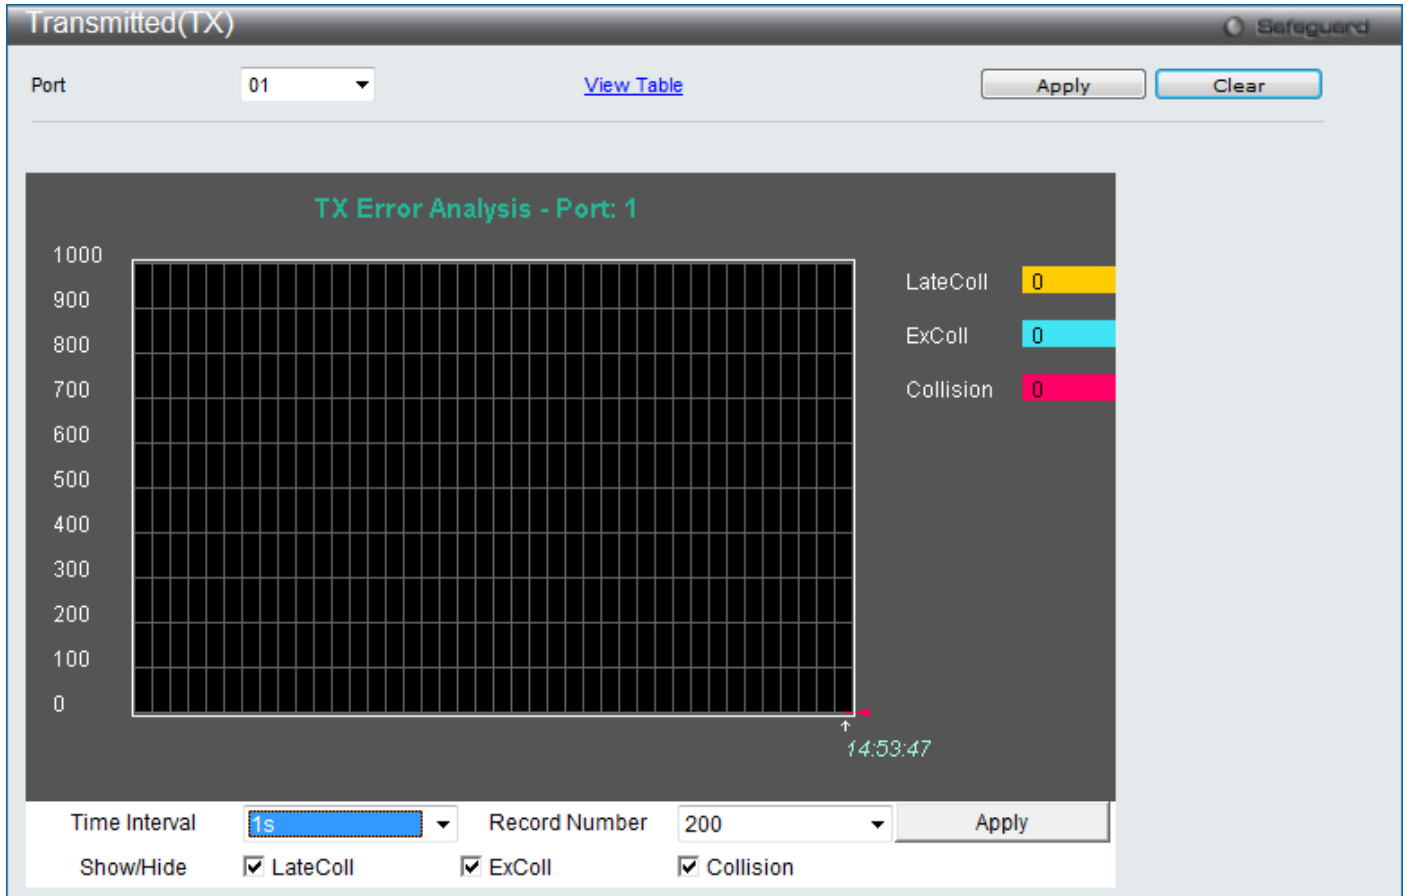 Transmitted(TX)
Safeguard
Port 01 View Table Apply Clear
TX Error Analysis - Port: 1
1000
900
800
700
600
500
400
300
200
100
0
LateColl 0
ExColl 0
Collision 0
14:53:47
Time Interval 1s Record Number 200 Apply
Show/Hide LateColl ExColl Collision